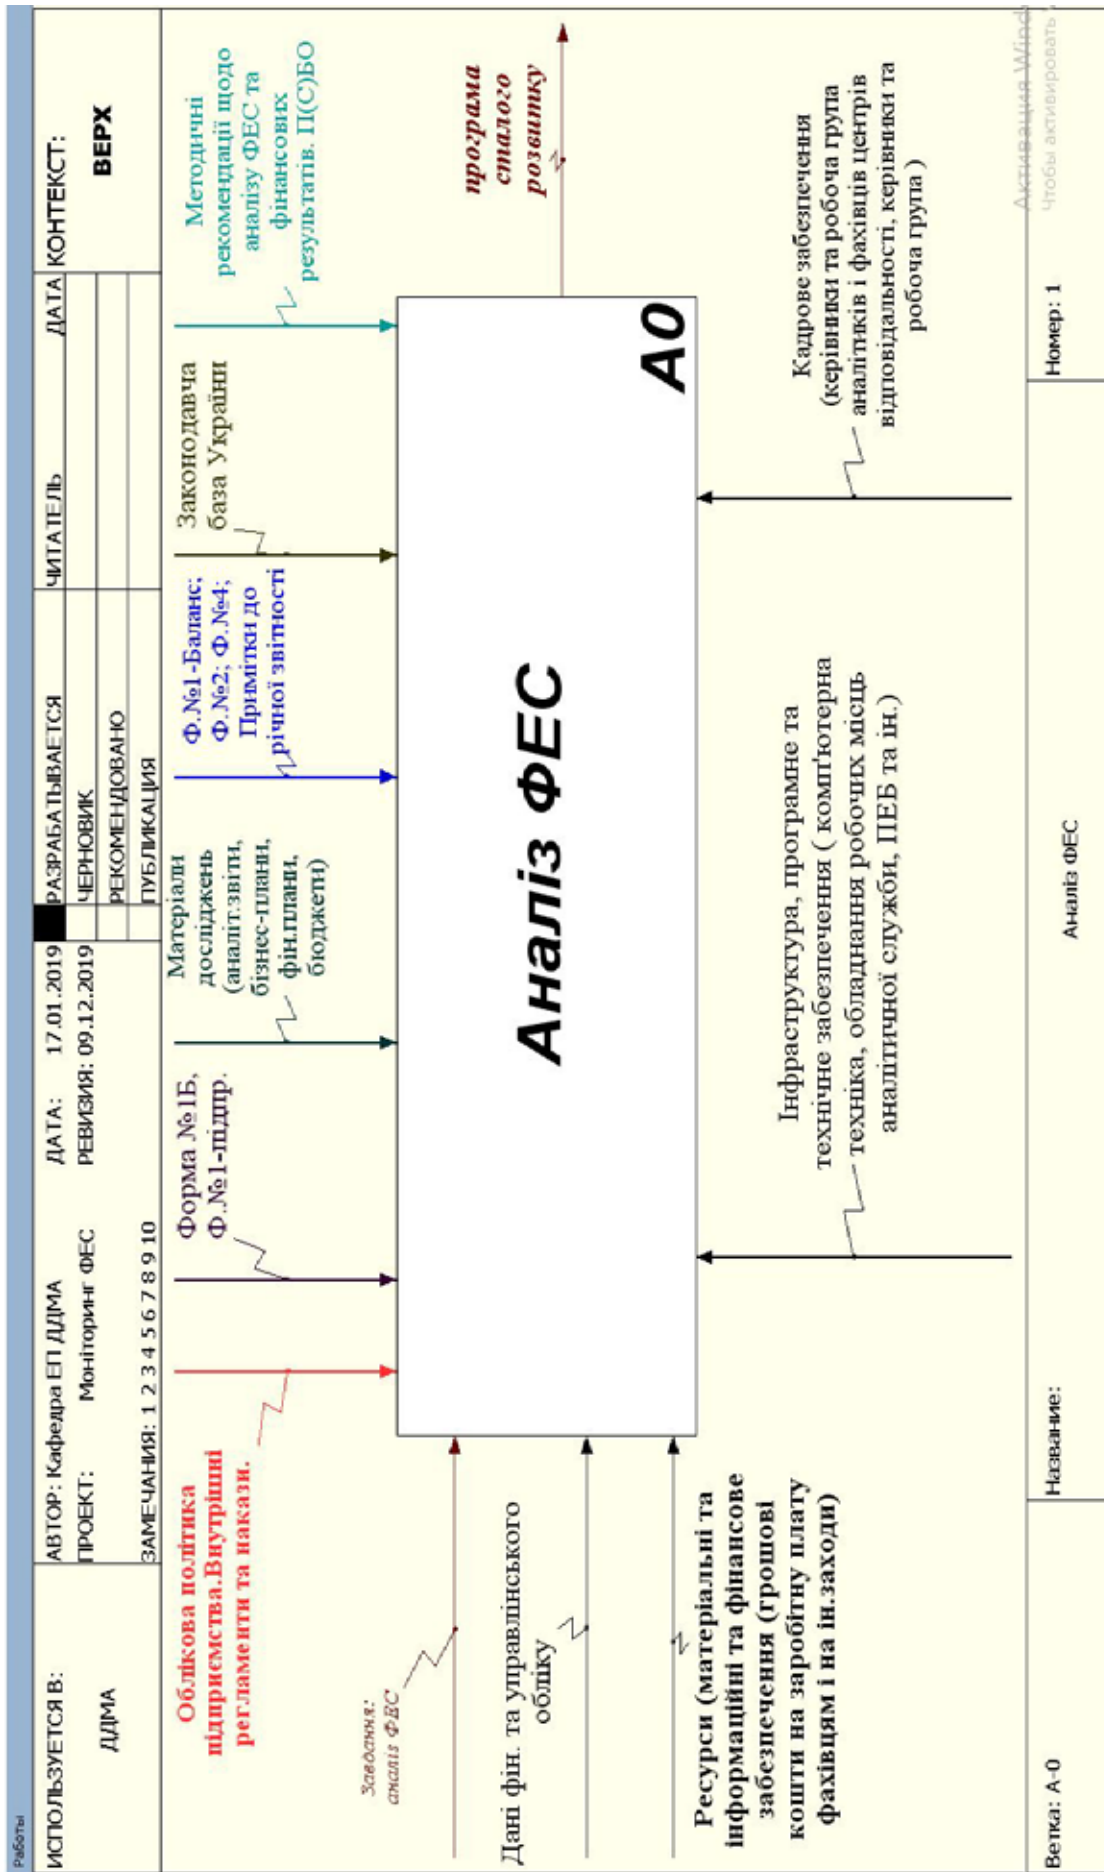 Работы
ИСПОЛЬЗУЕТСЯ В:
ДДМА
АВТОР: Кафедра ЕП ДДМА
ПРОЕКТ: Моніторинг ФЕС
ЗАМЕЧАНИЯ: 1 2 3 4 5 6 7 8 9 10
ДАТА: 17.01.2019
РЕВИЗИЯ: 09.12.2019
РАЗРАБАТЫВАЕТСЯ
ЧЕРНОВИК
РЕКОМЕНДОВАНО
ПУБЛИКАЦИЯ
ЧИТАТЕЛЬ
ДАТА
КОНТЕКСТ:
ВЕРХ
Облікова політика
підприємства.Внутрішні
регламенти та накази.
Форма №1Б,
Ф.№1-підпр.
Матеріали
досліджень
(аналіт.звіти,
бізнес-плани,
фін.плани,
бюджети)
Ф.№1-Баланс;
Ф.№2; Ф.№4;
Примітки до
річної звітності
Законодавча
база України
Методичні
рекомендації щодо
аналізу ФЕС та
фінансових
результатів. П(С)БО
Завдання:
аналіз ФЕС
Дані фін. та управлінського
обліку
Ресурси (матеріальні та
інформаційні та фінансове
забезпечення (грошові
кошти на заробітну плату
фахівцям і на ін.заходи)
Аналіз ФЕС
А0
програма
сталого
розвитку
Інфраструктура, програмне та
технічне забезпечення ( комп'ютерна
техніка, обладнання робочих місць
аналітичної служби, ПЕБ та ін.)
Кадрове забезпечення
(керівники та робоча група
аналітиків і фахівців центрів
відповідальності, керівники та
робоча група )
Активация Wind
Чтобы активировать
Ветка: А-0
Название:
Аналіз ФЕС
Номер: 1